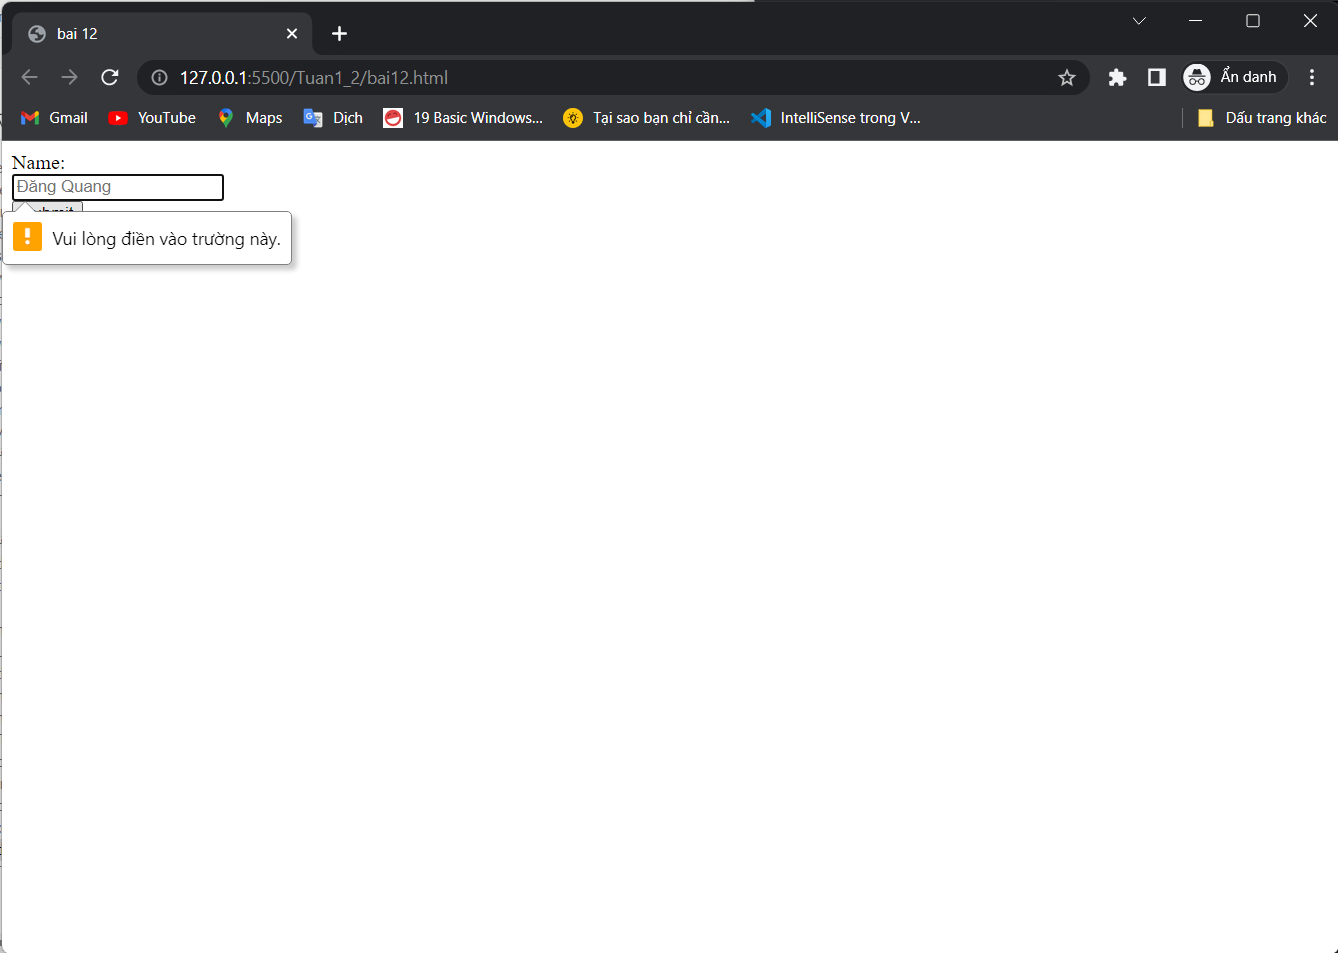 bai 12
127.0.0.1:5500/Tuan1_2/bai12.html
Ẩn danh
Gmail YouTube Maps Dịch 19 Basic Windows... Tại sao bạn chỉ cần... IntelliSense trong V... Dấu trang khác
Name:
Đăng Quang
Vui lòng điền vào trường này.